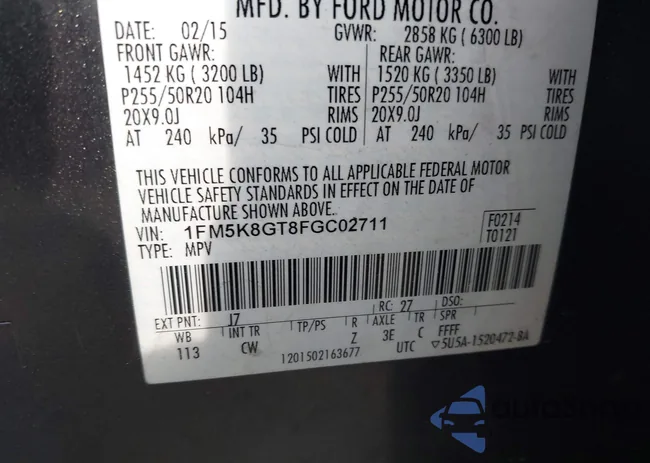 MFD. BY FORD MOTOR CO.
DATE: 02/15 GVWR: 2858 KG ( 6300 LB)
FRONT GAWR: REAR GAWR:
1452 KG ( 3200 LB) WITH 1520 KG ( 3350 LB) WITH
P255/50R20 104H TIRES P255/50R20 104H TIRES
20X9.0J RIMS 20X9.0J RIMS
AT 240 kPa/ 35 PSI COLD AT 240 kPa/ 35 PSI COLD
THIS VEHICLE CONFORMS TO ALL APPLICABLE FEDERAL MOTOR
VEHICLE SAFETY STANDARDS IN EFFECT ON THE DATE OF
MANUFACTURE SHOWN ABOVE.
VIN: 1FM5K8GT8FGC02711 F0214
TYPE: MPV T0121
EXT PNT: J7 RC: 27 DSO:
WB INT TR TP/PS R AXLE TR SPR
113 CW Z 3E C FFFF
1201502163677 UTC ▽5U5A-1520472-BA